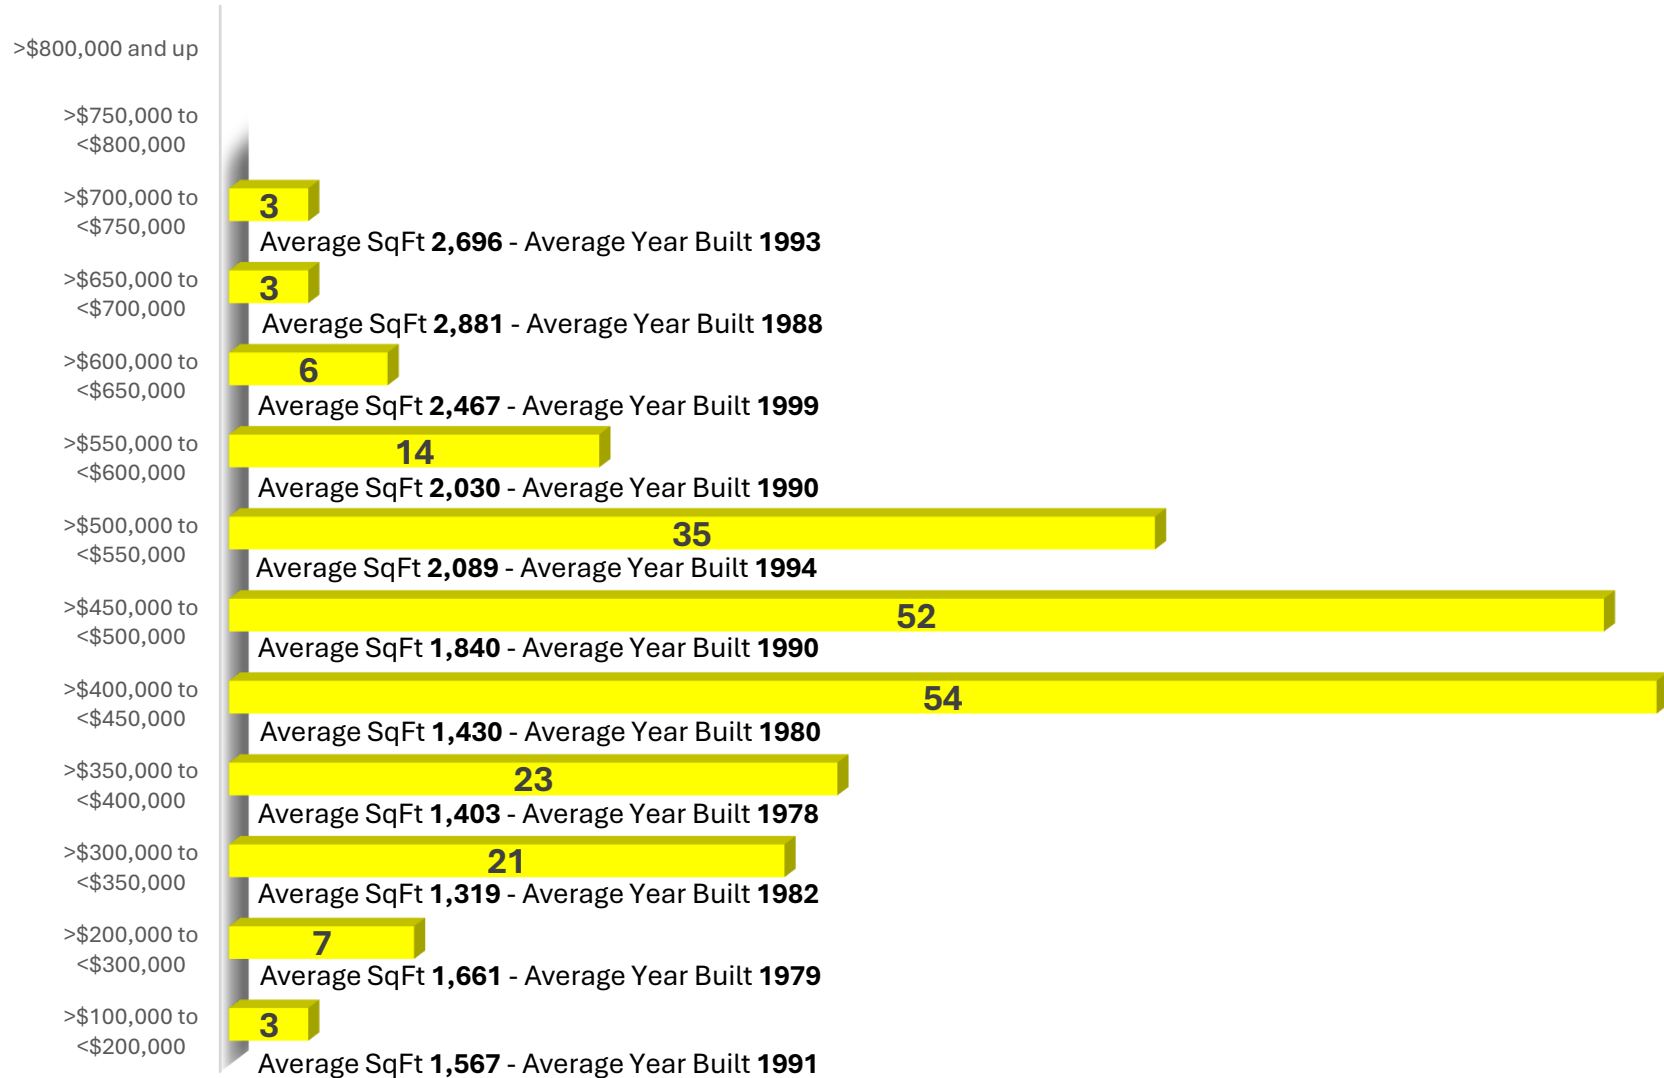 >$800,000 and up
>$750,000 to
<$800,000
>$700,000 to
<$750,000
3
Average SqFt 2,696 - Average Year Built 1993
>$650,000 to
<$700,000
3
Average SqFt 2,881 - Average Year Built 1988
>$600,000 to
<$650,000
6
Average SqFt 2,467 - Average Year Built 1999
>$550,000 to
<$600,000
14
Average SqFt 2,030 - Average Year Built 1990
>$500,000 to
<$550,000
35
Average SqFt 2,089 - Average Year Built 1994
>$450,000 to
<$500,000
52
Average SqFt 1,840 - Average Year Built 1990
>$400,000 to
<$450,000
54
Average SqFt 1,430 - Average Year Built 1980
>$350,000 to
<$400,000
23
Average SqFt 1,403 - Average Year Built 1978
>$300,000 to
<$350,000
21
Average SqFt 1,319 - Average Year Built 1982
>$200,000 to
<$300,000
7
Average SqFt 1,661 - Average Year Built 1979
>$100,000 to
<$200,000
3
Average SqFt 1,567 - Average Year Built 1991